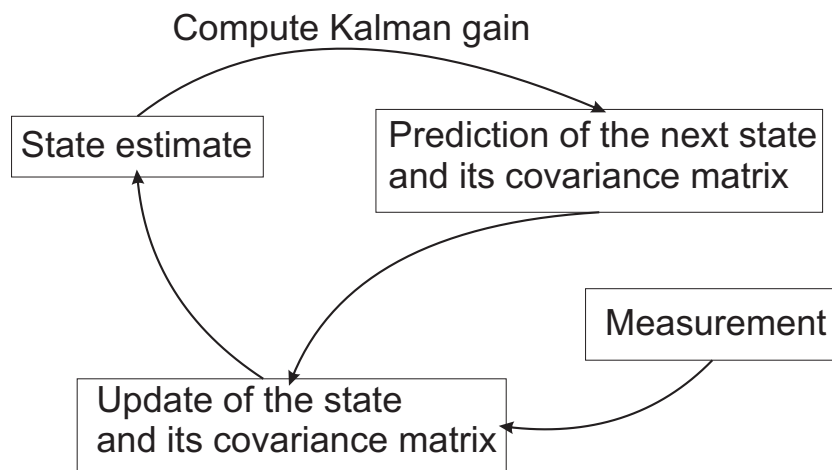 Compute Kalman gain
State estimate
Prediction of the next state
and its covariance matrix
Measurement
Update of the state
and its covariance matrix